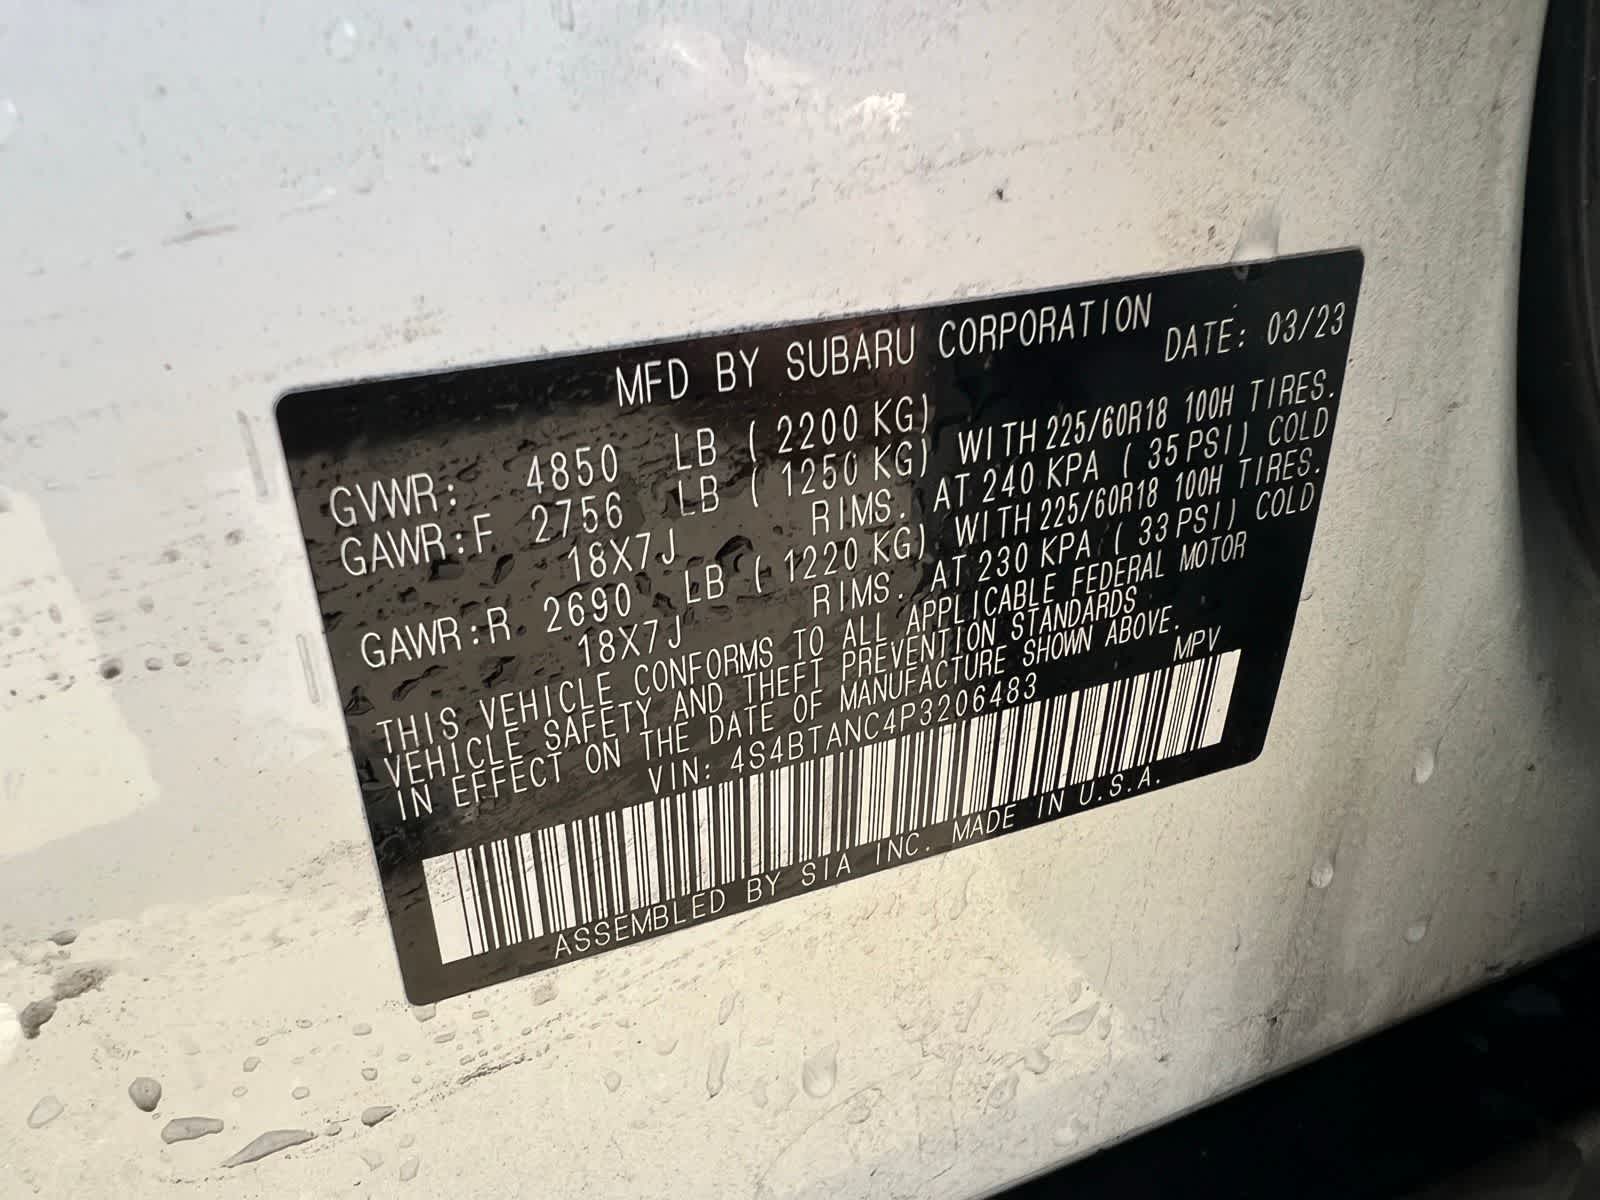 MFD BY SUBARU CORPORATION
DATE: 03/23
GVWR: 4850 LB ( 2200 KG)
GAWR:F 2756 LB ( 1250 KG) WITH 225/60R18 100H TIRES.
18X7J RIMS. AT 240 KPA ( 35 PSI) COLD
GAWR:R 2690 LB ( 1220 KG) WITH 225/60R18 100H TIRES.
18X7J RIMS. AT 230 KPA ( 33 PSI) COLD
THIS VEHICLE CONFORMS TO ALL APPLICABLE FEDERAL MOTOR
VEHICLE SAFETY AND THEFT PREVENTION STANDARDS
IN EFFECT ON THE DATE OF MANUFACTURE SHOWN ABOVE.
VIN: 4S4BTANC4P3206483 MPV
ASSEMBLED BY SIA INC. MADE IN U.S.A.